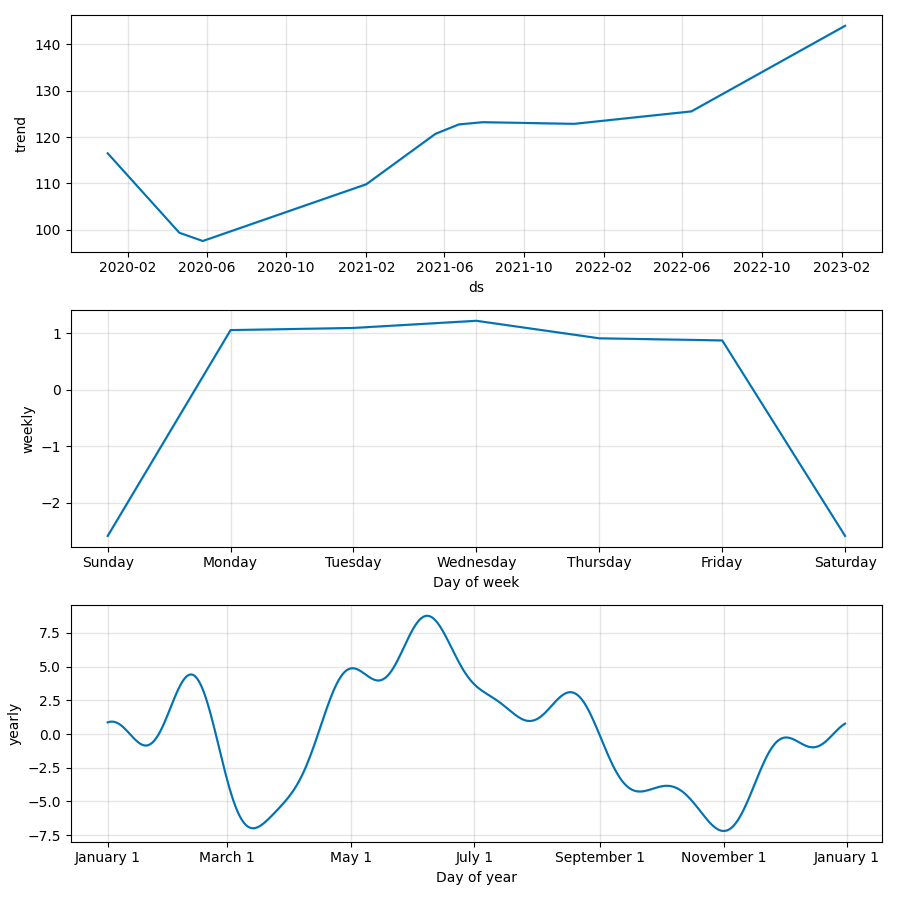 trend
140
130
120
110
100
2020-02 2020-06 2020-10 2021-02 2021-06 2021-10 2022-02 2022-06 2022-10 2023-02
ds
weekly
1
0
−1
−2
Sunday Monday Tuesday Wednesday Thursday Friday Saturday
Day of week
yearly
7.5
5.0
2.5
0.0
−2.5
−5.0
−7.5
January 1 March 1 May 1 July 1 September 1 November 1 January 1
Day of year